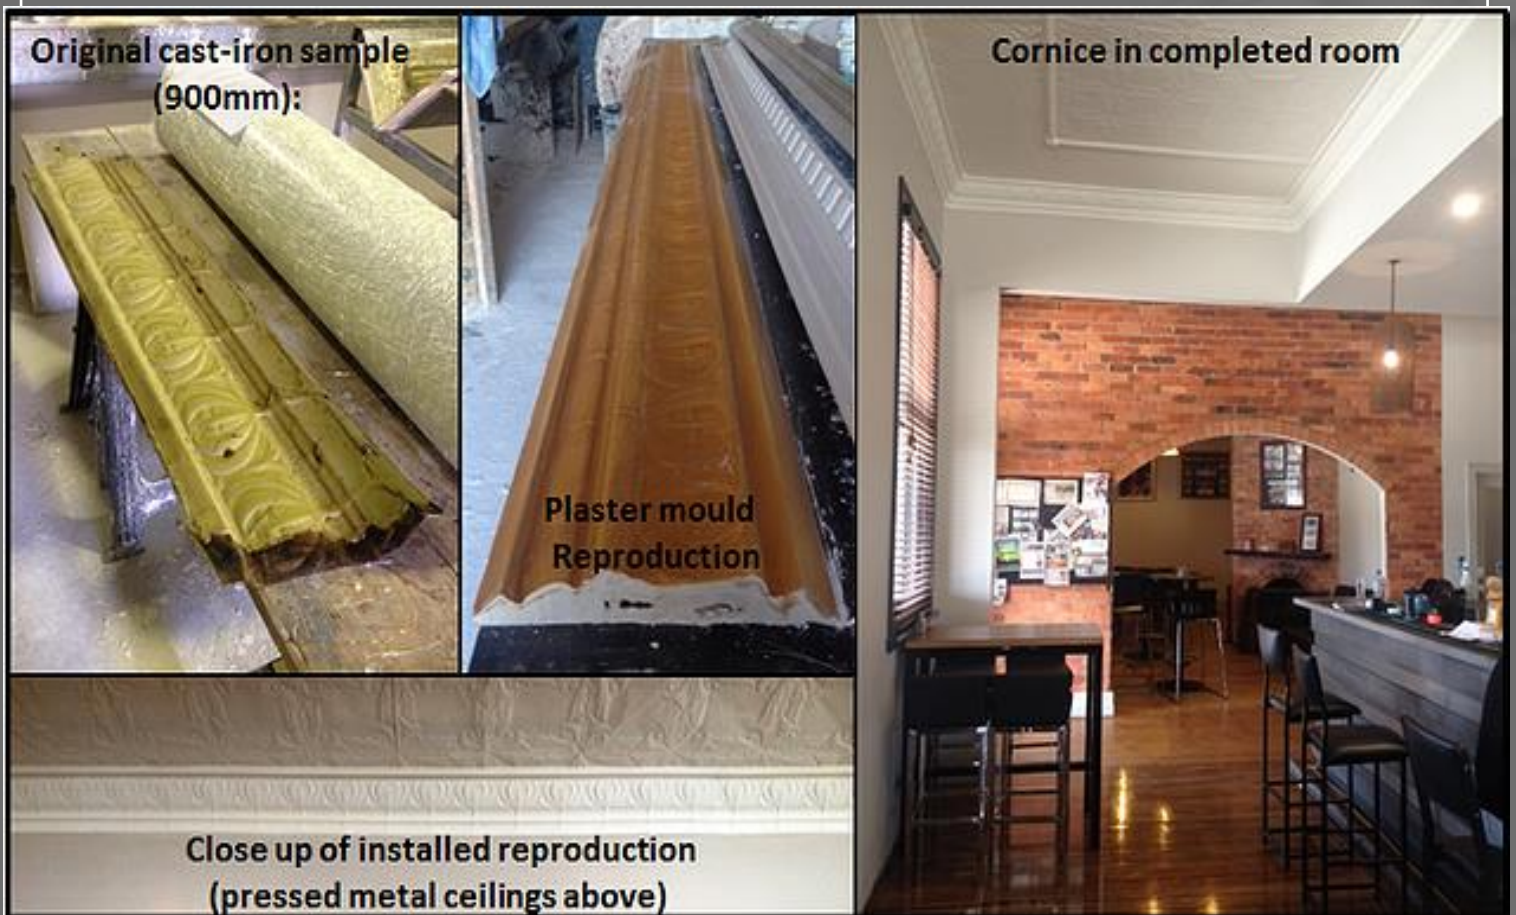 Original cast-iron sample
(900mm):
Plaster mould
Reproduction
Cornice in completed room
Close up of installed reproduction
(pressed metal ceilings above)